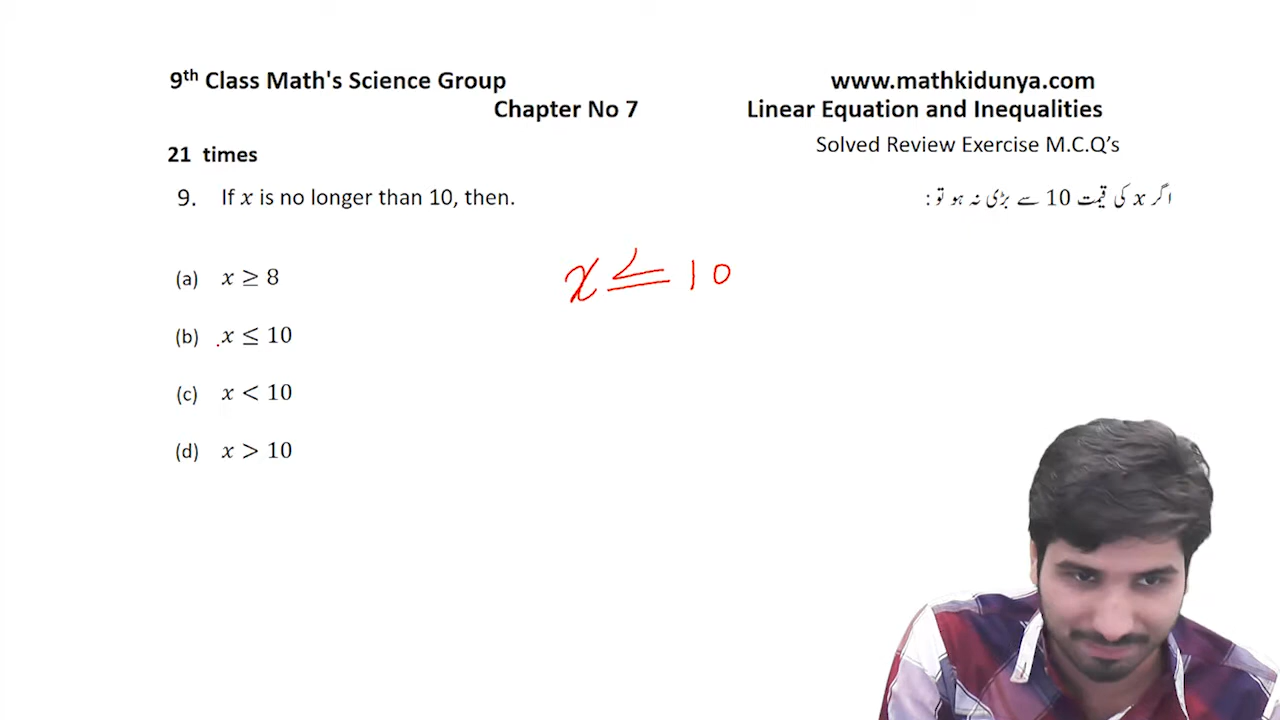 9th Class Math's Science Group
www.mathkidunya.com
Chapter No 7
Linear Equation and Inequalities
Solved Review Exercise M.C.Q’s
21 times
9. If x is no longer than 10, then.
اگر x کی قیمت 10 سے بڑی نہ ہو تو :
x ≤ 10
(a) x ≥ 8
(b) x ≤ 10
(c) x < 10
(d) x > 10